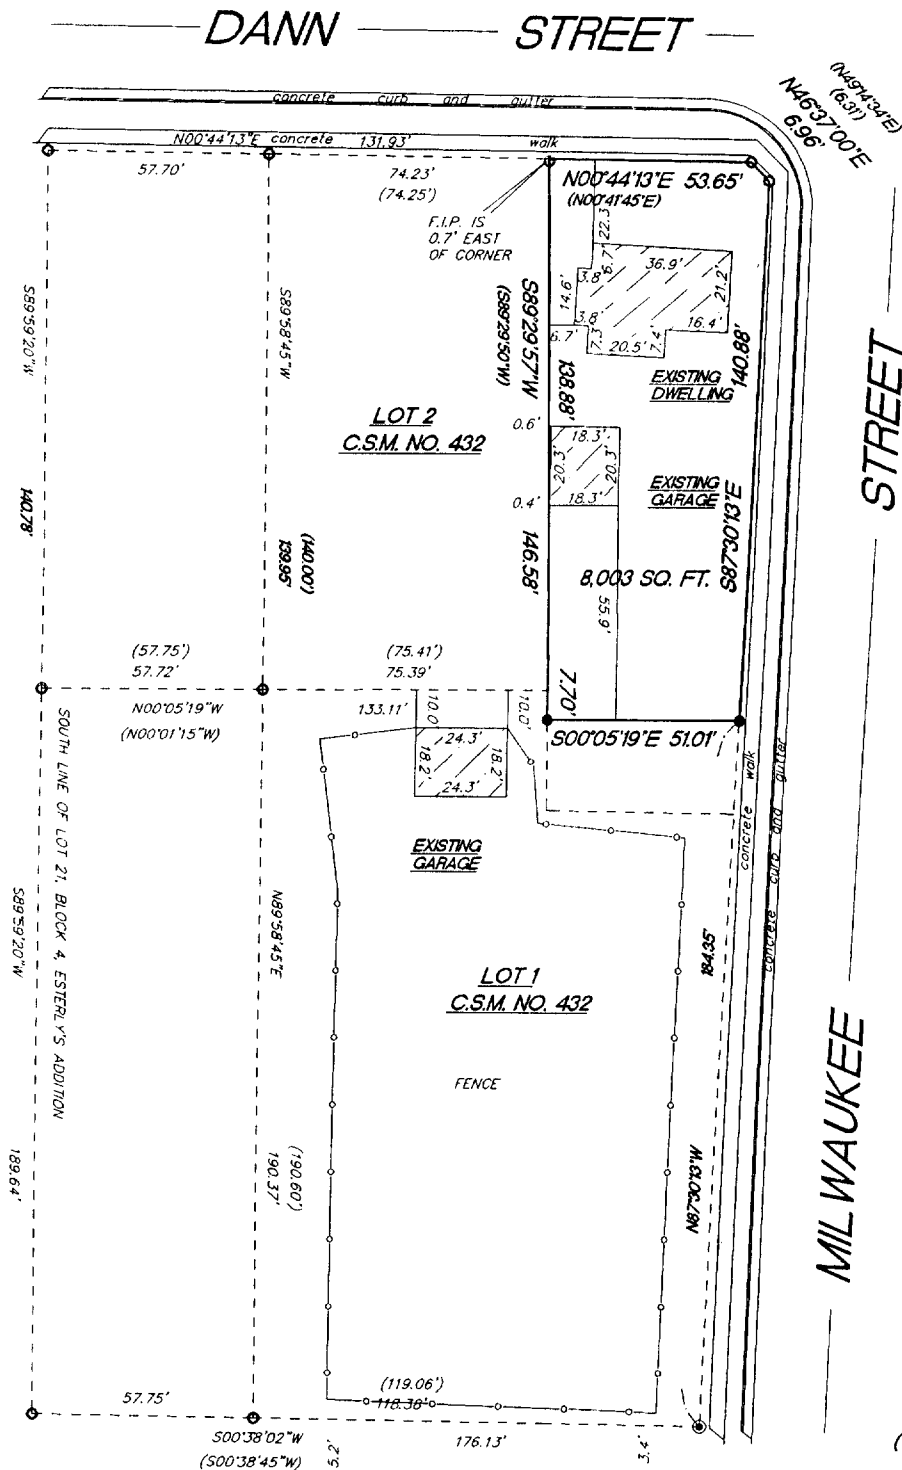 DANN STREET
concrete curb and gutter
(N49°14'34"E)
(6.31')
N46°37'00"E
6.96'
N00°44'13"E concrete 131.93' walk
57.70'
74.23'
(74.25')
N00°44'13"E 53.65'
(N00°41'45"E)
F.I.P. IS
0.7' EAST
OF CORNER
22.3'
6.7'
36.9'
3.8'
14.6'
21.2'
3.8'
6.7'
7.3'
20.5'
7.4'
16.4'
S89°59'20"W
S89°58'45"W
S89°29'57"W
(S89°29'50"W)
138.88'
140.88'
EXISTING
DWELLING
LOT 2
C.S.M. NO. 432
0.6'
18.3'
20.3'
20.3'
18.3'
0.4'
EXISTING
GARAGE
STREET
140.78'
(140.00')
139.95'
146.58'
S87°30'13"E
8,003 SQ. FT.
55.9'
(57.75')
57.72'
(75.41')
75.39'
7.70'
N00°05'19"W
(N00°01'15"W)
133.11'
10.0'
10.0'
S00°05'19"E 51.01'
24.3'
18.2'
18.2'
24.3'
EXISTING
GARAGE
SOUTH LINE OF LOT 21, BLOCK 4, ESTERLY'S ADDITION
concrete walk
concrete curb and gutter
S89°59'20"W
N89°58'45"E
184.35'
LOT 1
C.S.M. NO. 432
FENCE
MILWAUKEE
189.64'
(190.60')
190.37'
N87°30'13"W
57.75'
(119.06')
118.38'
S00°38'02"W
(S00°38'45"W)
5.2'
176.13'
3.4'
(